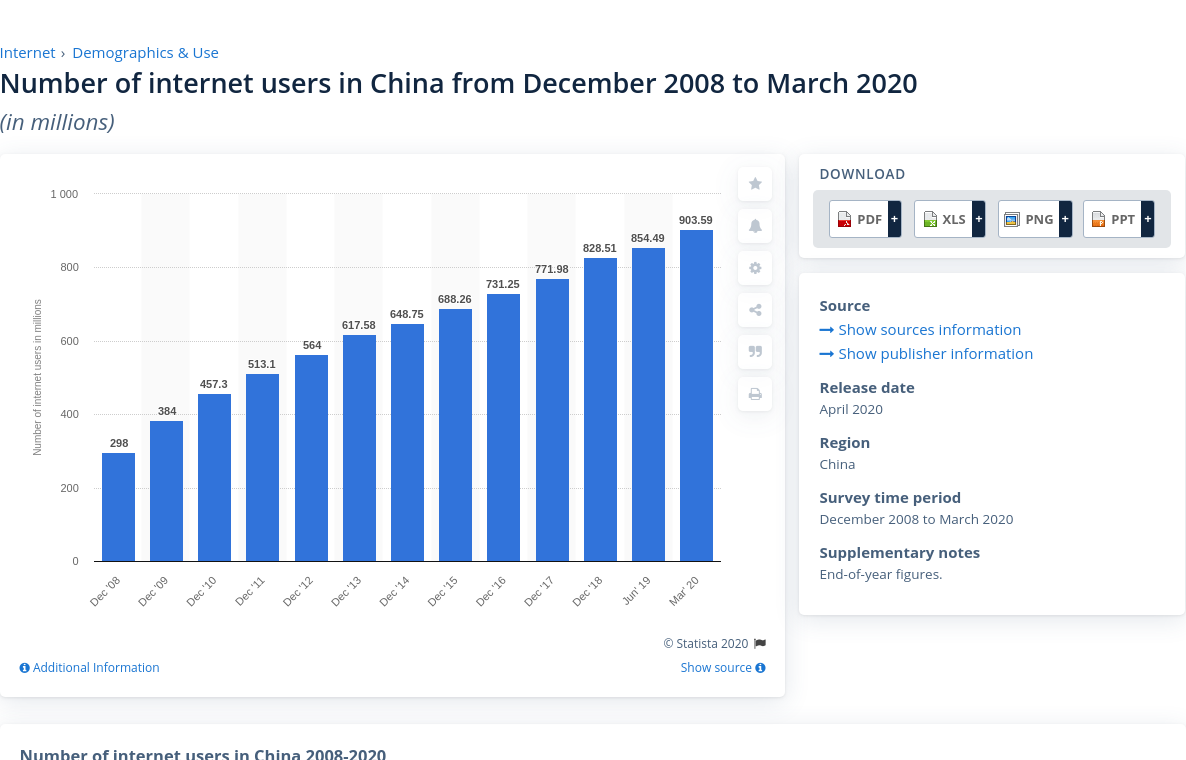 Internet › Demographics & Use
Number of internet users in China from December 2008 to March 2020
(in millions)
Number of internet users in millions
1 000
800
600
400
200
0
298
384
457.3
513.1
564
617.58
648.75
688.26
731.25
771.98
828.51
854.49
903.59
Dec '08
Dec '09
Dec '10
Dec '11
Dec '12
Dec '13
Dec '14
Dec '15
Dec '16
Dec '17
Dec '18
Jun' 19
Mar' 20
© Statista 2020
Additional Information
Show source
DOWNLOAD
PDF + XLS + PNG + PPT +
Source
Show sources information
Show publisher information
Release date
April 2020
Region
China
Survey time period
December 2008 to March 2020
Supplementary notes
End-of-year figures.
Number of internet users in China 2008-2020